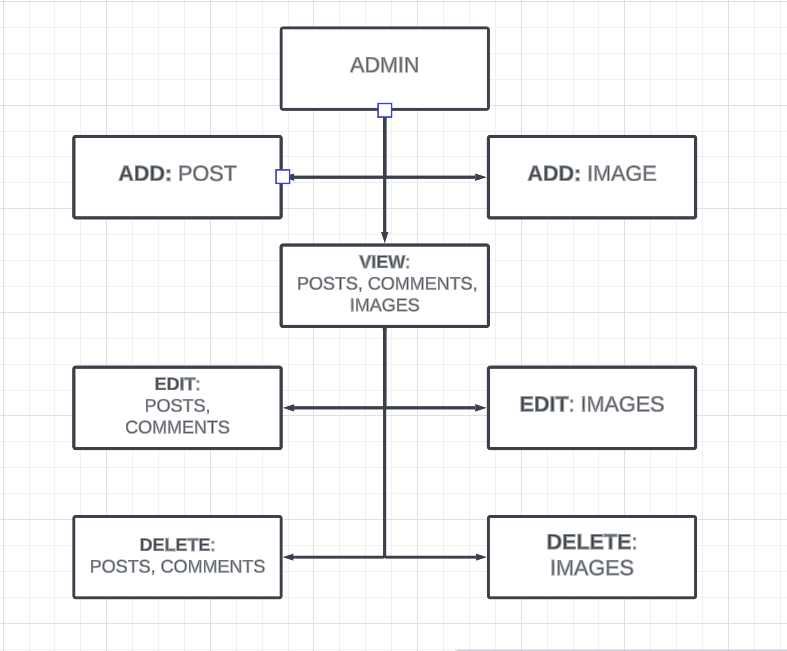 ADMIN
ADD: POST
ADD: IMAGE
VIEW:
POSTS, COMMENTS,
IMAGES
EDIT:
POSTS,
COMMENTS
EDIT: IMAGES
DELETE:
POSTS, COMMENTS
DELETE:
IMAGES